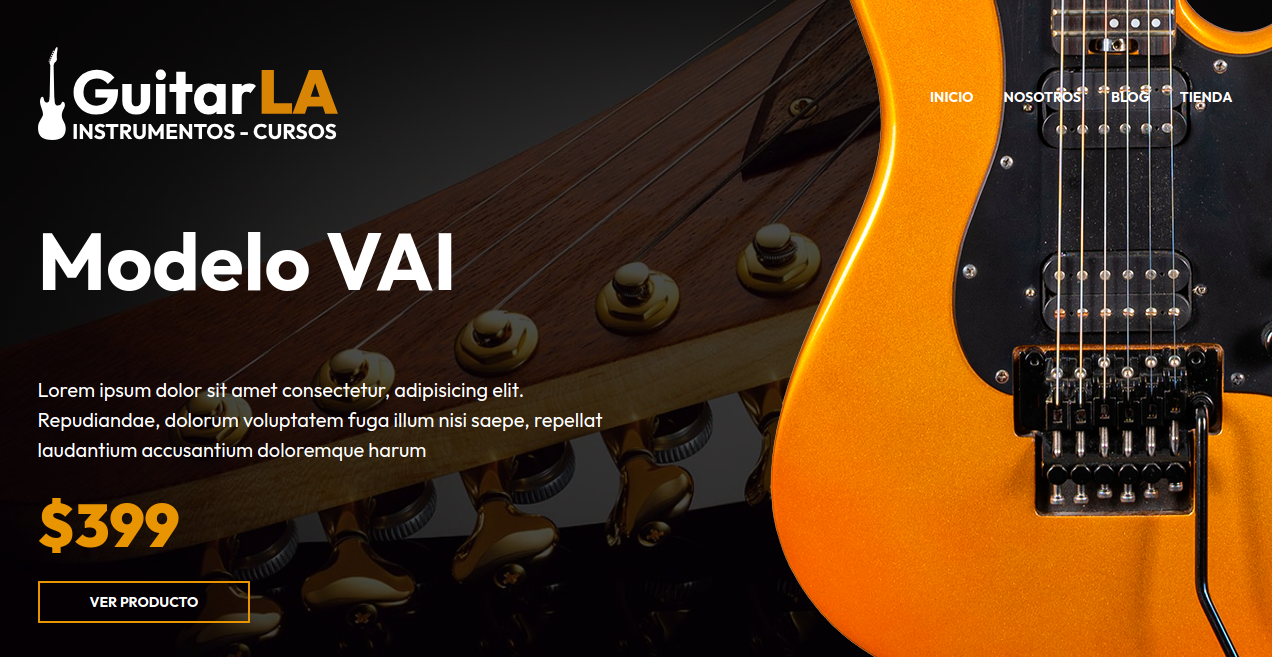 GuitarLA
INSTRUMENTOS - CURSOS
INICIO NOSOTROS BLOG TIENDA
Modelo VAI
Lorem ipsum dolor sit amet consectetur, adipisicing elit.
Repudiandae, dolorum voluptatem fuga illum nisi saepe, repellat
laudantium accusantium doloremque harum
$399
VER PRODUCTO